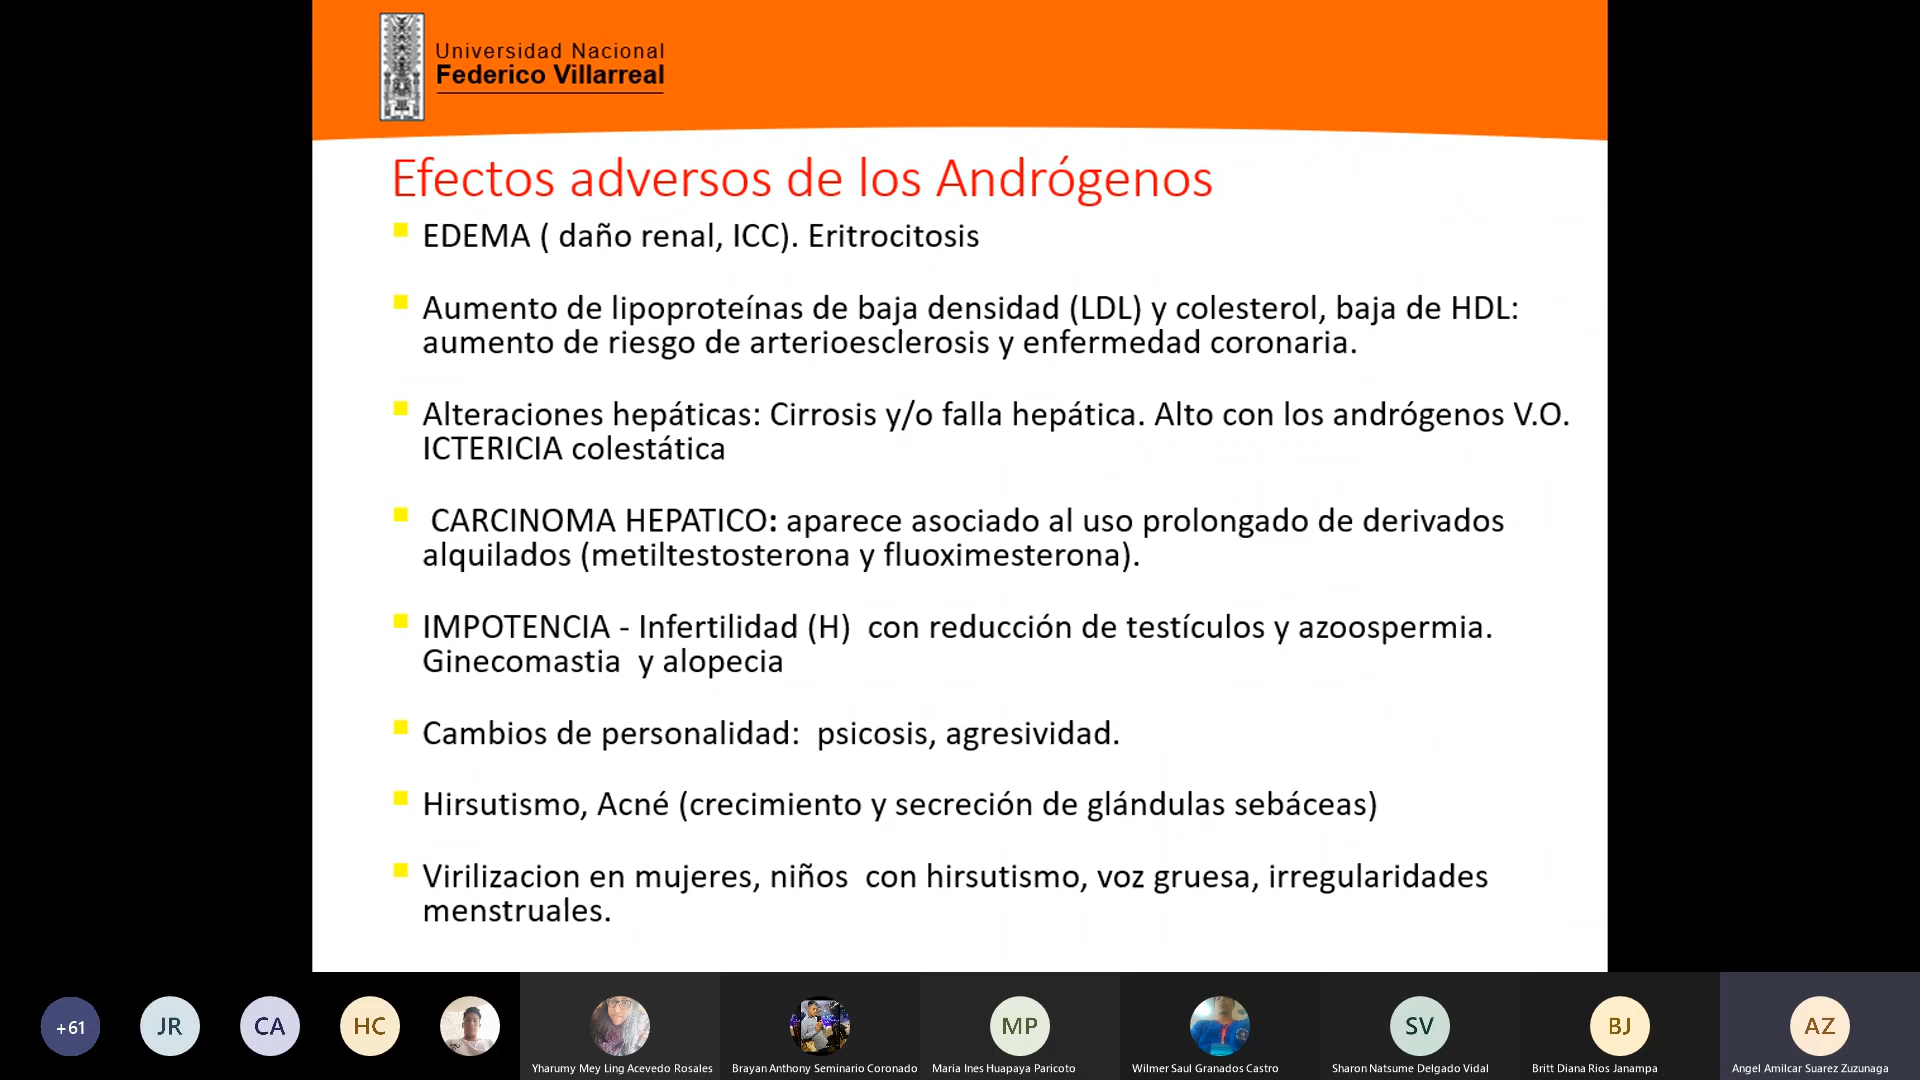 Universidad Nacional
Federico Villarreal
Efectos adversos de los Andrógenos
EDEMA ( daño renal, ICC). Eritrocitosis
Aumento de lipoproteínas de baja densidad (LDL) y colesterol, baja de HDL:
aumento de riesgo de arterioesclerosis y enfermedad coronaria.
Alteraciones hepáticas: Cirrosis y/o falla hepática. Alto con los andrógenos V.O.
ICTERICIA colestática
CARCINOMA HEPATICO: aparece asociado al uso prolongado de derivados
alquilados (metiltestosterona y fluoximesterona).
IMPOTENCIA - Infertilidad (H) con reducción de testículos y azoospermia.
Ginecomastia y alopecia
Cambios de personalidad: psicosis, agresividad.
Hirsutismo, Acné (crecimiento y secreción de glándulas sebáceas)
Virilizacion en mujeres, niños con hirsutismo, voz gruesa, irregularidades
menstruales.
+61 JR CA HC MP SV BJ AZ
Yharumy Mey Ling Acevedo Rosales Brayan Anthony Seminario Coronado Maria Ines Huapaya Paricoto Wilmer Saul Granados Castro Sharon Natsume Delgado Vidal Britt Diana Rios Janampa Angel Amilcar Suarez Zuzunaga